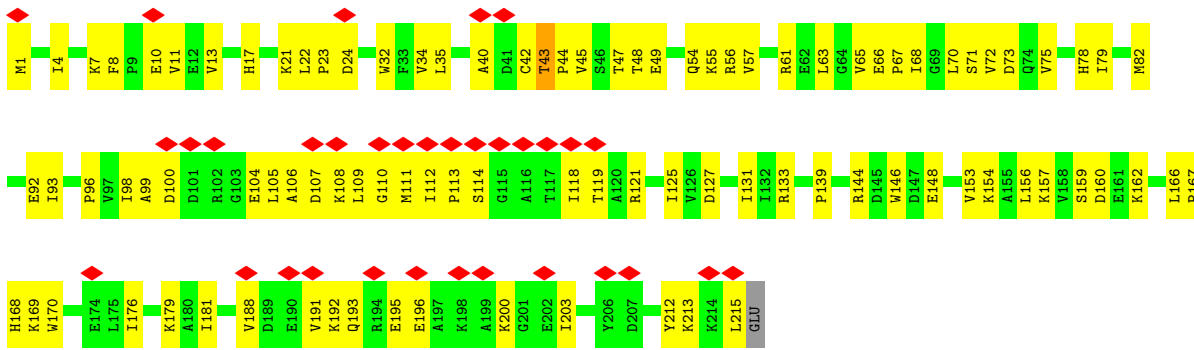 M1 I4 K7 F8 P9 E10 V11 E12 V13 H17 K21 L22 P23 D24 W32 F33 V34 L35 A40 D41 C42 T43 P44 V45 S46 T47 T48 E49 Q54 K55 R56 V57 R61 E62 L63 G64 V65 E66 P67 I68 G69 L70 S71 V72 D73 Q74 V75 H78 I79 M82
E92 I93 P96 V97 I98 A99 D100 D101 R102 G103 E104 L105 A106 D107 K108 L109 G110 M111 I112 P113 S114 G115 A116 T117 I118 T119 A120 R121 I125 V126 D127 I131 I132 R133 P139 R144 D145 W146 D147 E148 V153 K154 A155 L156 K157 V158 S159 D160 E161 K162 L166
H168 K169 W170 E174 L175 I176 K179 A180 I181 V188 D189 E190 V191 K192 Q193 R194 E195 E196 A197 K198 A199 K200 G201 E202 I203 Y206 D207 Y212 K213 K214 L215 GLU